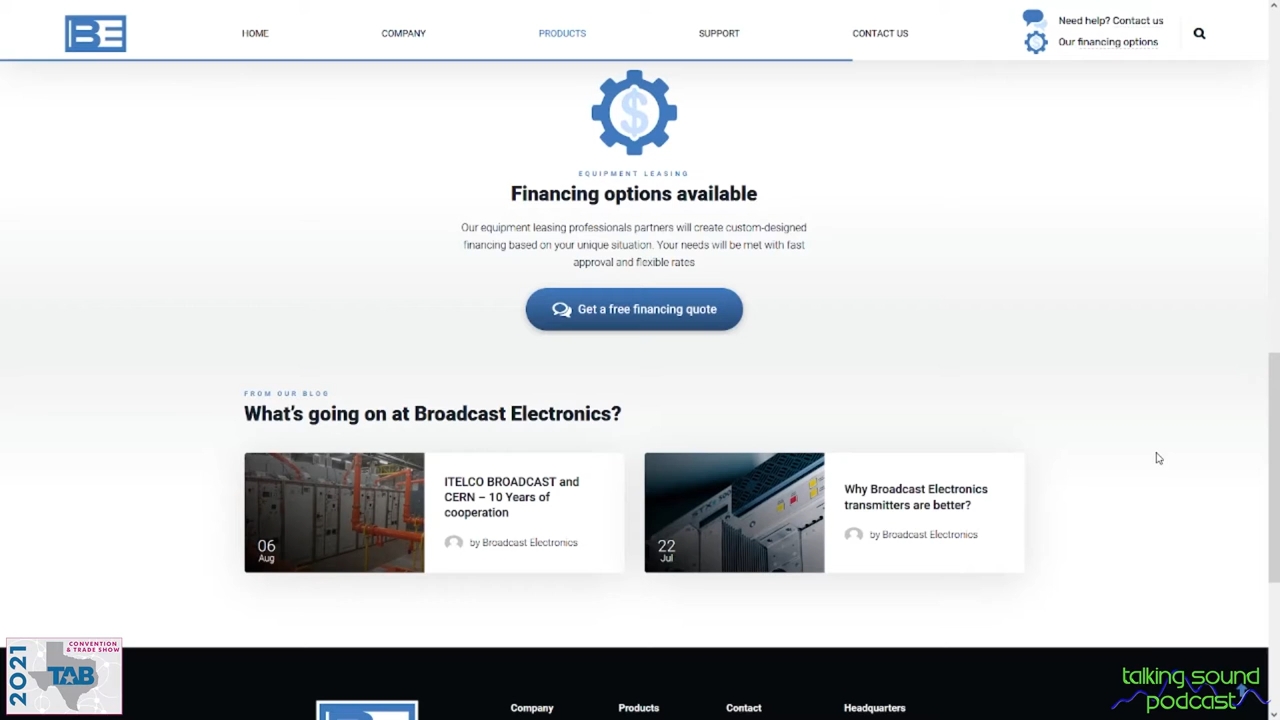 BE
HOME
COMPANY
PRODUCTS
SUPPORT
CONTACT US
Need help? Contact us
Our financing options
$
EQUIPMENT LEASING
Financing options available
Our equipment leasing professionals partners will create custom-designed
financing based on your unique situation. Your needs will be met with fast
approval and flexible rates
Get a free financing quote
FROM OUR BLOG
What's going on at Broadcast Electronics?
06
Aug
ITELCO BROADCAST and
CERN – 10 Years of
cooperation
by Broadcast Electronics
22
Jul
Why Broadcast Electronics
transmitters are better?
by Broadcast Electronics
2021
CONVENTION
& TRADE SHOW
TAB
talking sound
podcast
Company
Products
Contact
Headquarters